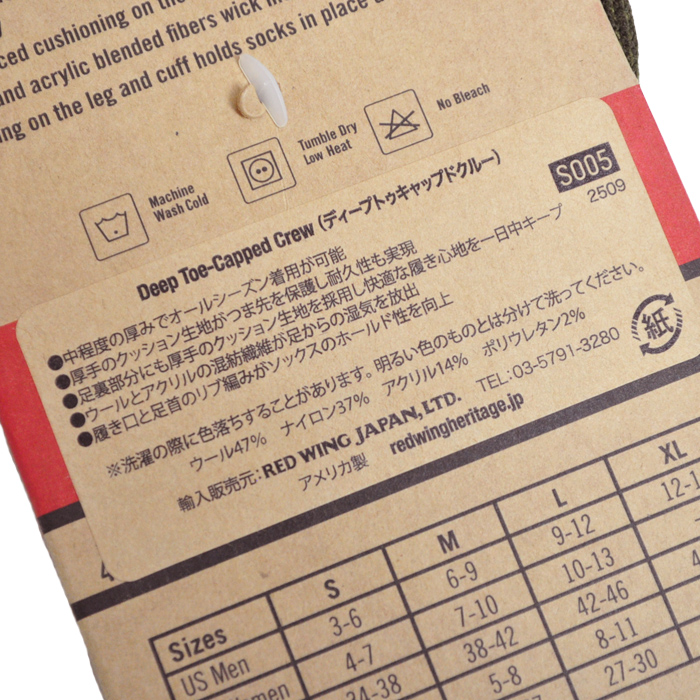 ced cushioning on the
and acrylic blended fibers wick
ng on the leg and cuff holds socks in place
Machine
Wash Cold
Tumble Dry
Low Heat
No Bleach
Deep Toe-Capped Crew (ディープトゥキャップドクルー)
S005
2509
●中程度の厚みでオールシーズン着用が可能
●厚手のクッション生地がつま先を保護し耐久性も実現
●足裏部分にも厚手のクッション生地を採用し快適な履き心地を一日中キープ
●ウールとアクリルの混紡繊維が足からの湿気を放出
●履き口と足首のリブ編みがソックスのホールド性を向上
※洗濯の際に色落ちすることがあります。明るい色のものとは分けて洗ってください。
ウール47% ナイロン37% アクリル14% ポリウレタン2%
輸入販売元:RED WING JAPAN, LTD. TEL:03-5791-3280
アメリカ製 redwingheritage.jp
紙
Sizes S M L XL
US Men 3-6 6-9 9-12 12-1
men 4-7 7-10 10-13
34-38 38-42 42-46 4
5-8 8-11
27-30